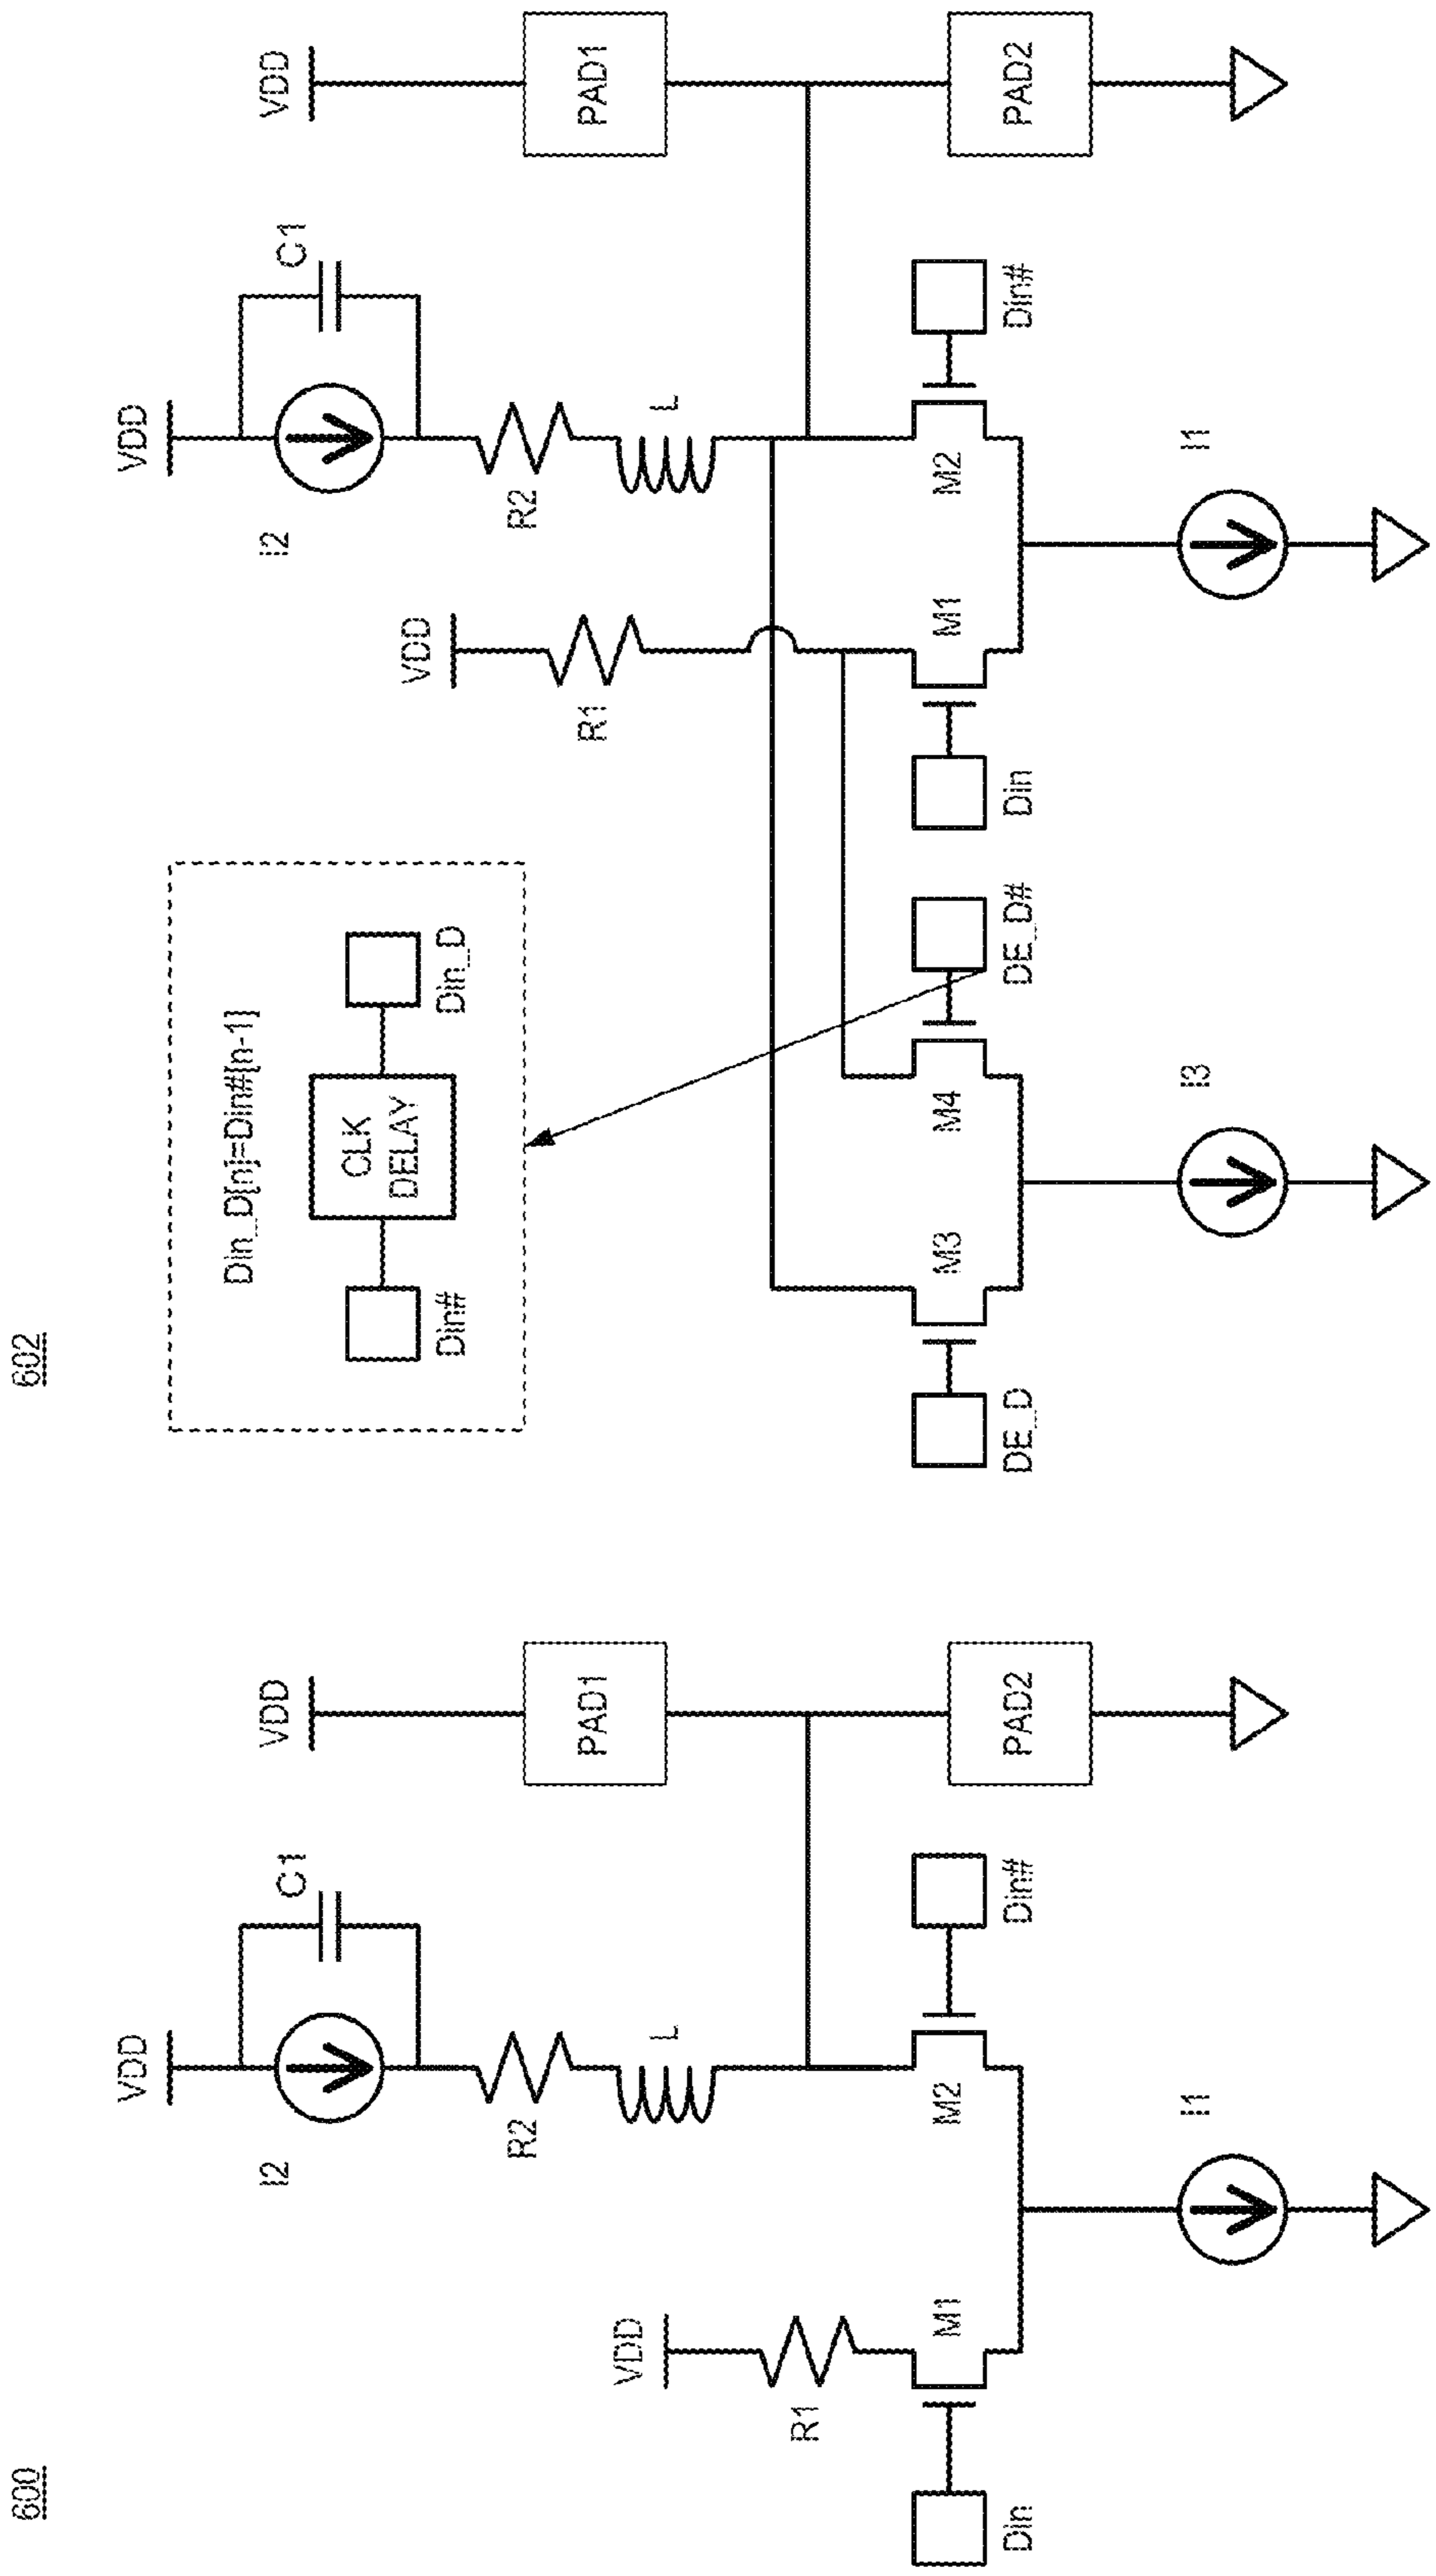 600
VDD
I2
C1
R2
L
VDD
R1
M1
M2
Din
Din#
I1
VDD
PAD1
PAD2
602
Din_D[n]=Din#[n-1]
CLK
DELAY
Din#
Din_D
VDD
I2
C1
R2
L
VDD
R1
M3
M4
M1
M2
DE_D
DE_D#
Din
Din#
I3
I1
VDD
PAD1
PAD2